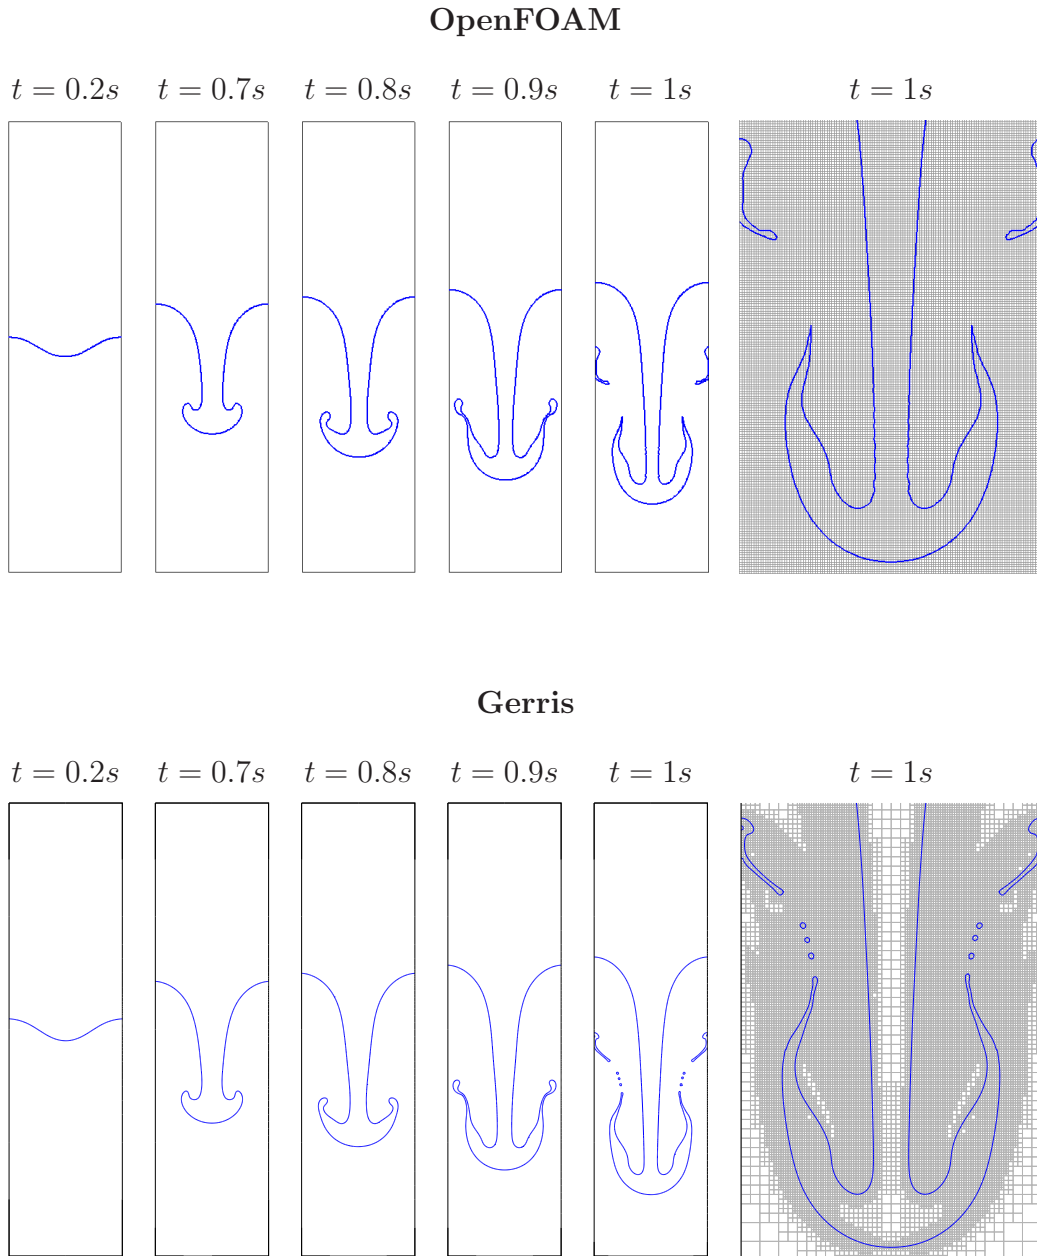 OpenFOAM
t = 0.2s t = 0.7s t = 0.8s t = 0.9s t = 1s t = 1s
Gerris
t = 0.2s t = 0.7s t = 0.8s t = 0.9s t = 1s t = 1s